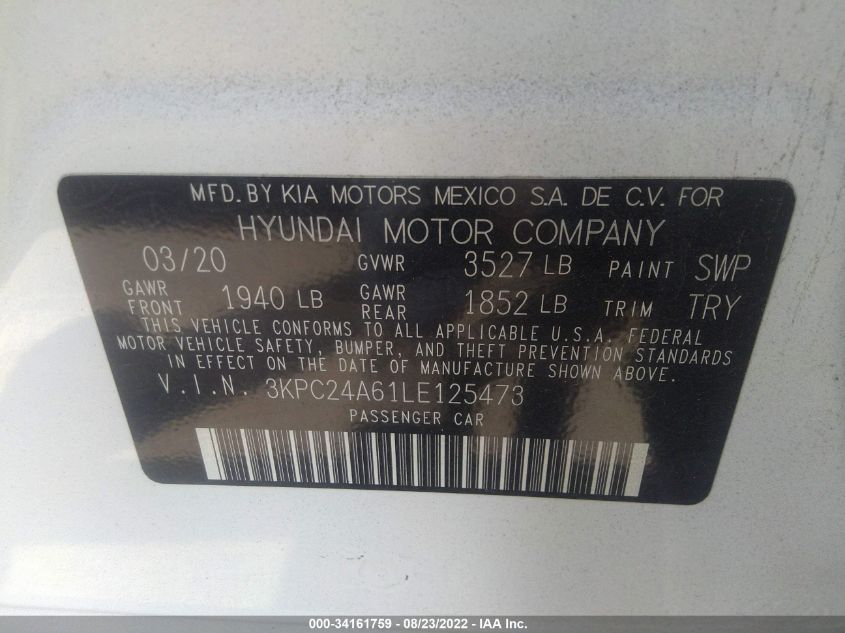 MFD. BY KIA MOTORS MEXICO S.A. DE C.V. FOR
HYUNDAI MOTOR COMPANY
03/20 GVWR 3527 LB PAINT SWP
GAWR FRONT 1940 LB GAWR REAR 1852 LB TRIM TRY
THIS VEHICLE CONFORMS TO ALL APPLICABLE U.S.A. FEDERAL
MOTOR VEHICLE SAFETY, BUMPER, AND THEFT PREVENTION STANDARDS
IN EFFECT ON THE DATE OF MANUFACTURE SHOWN ABOVE.
V.I.N. 3KPC24A61LE125473
PASSENGER CAR
000-34161759 - 08/23/2022 - IAA Inc.